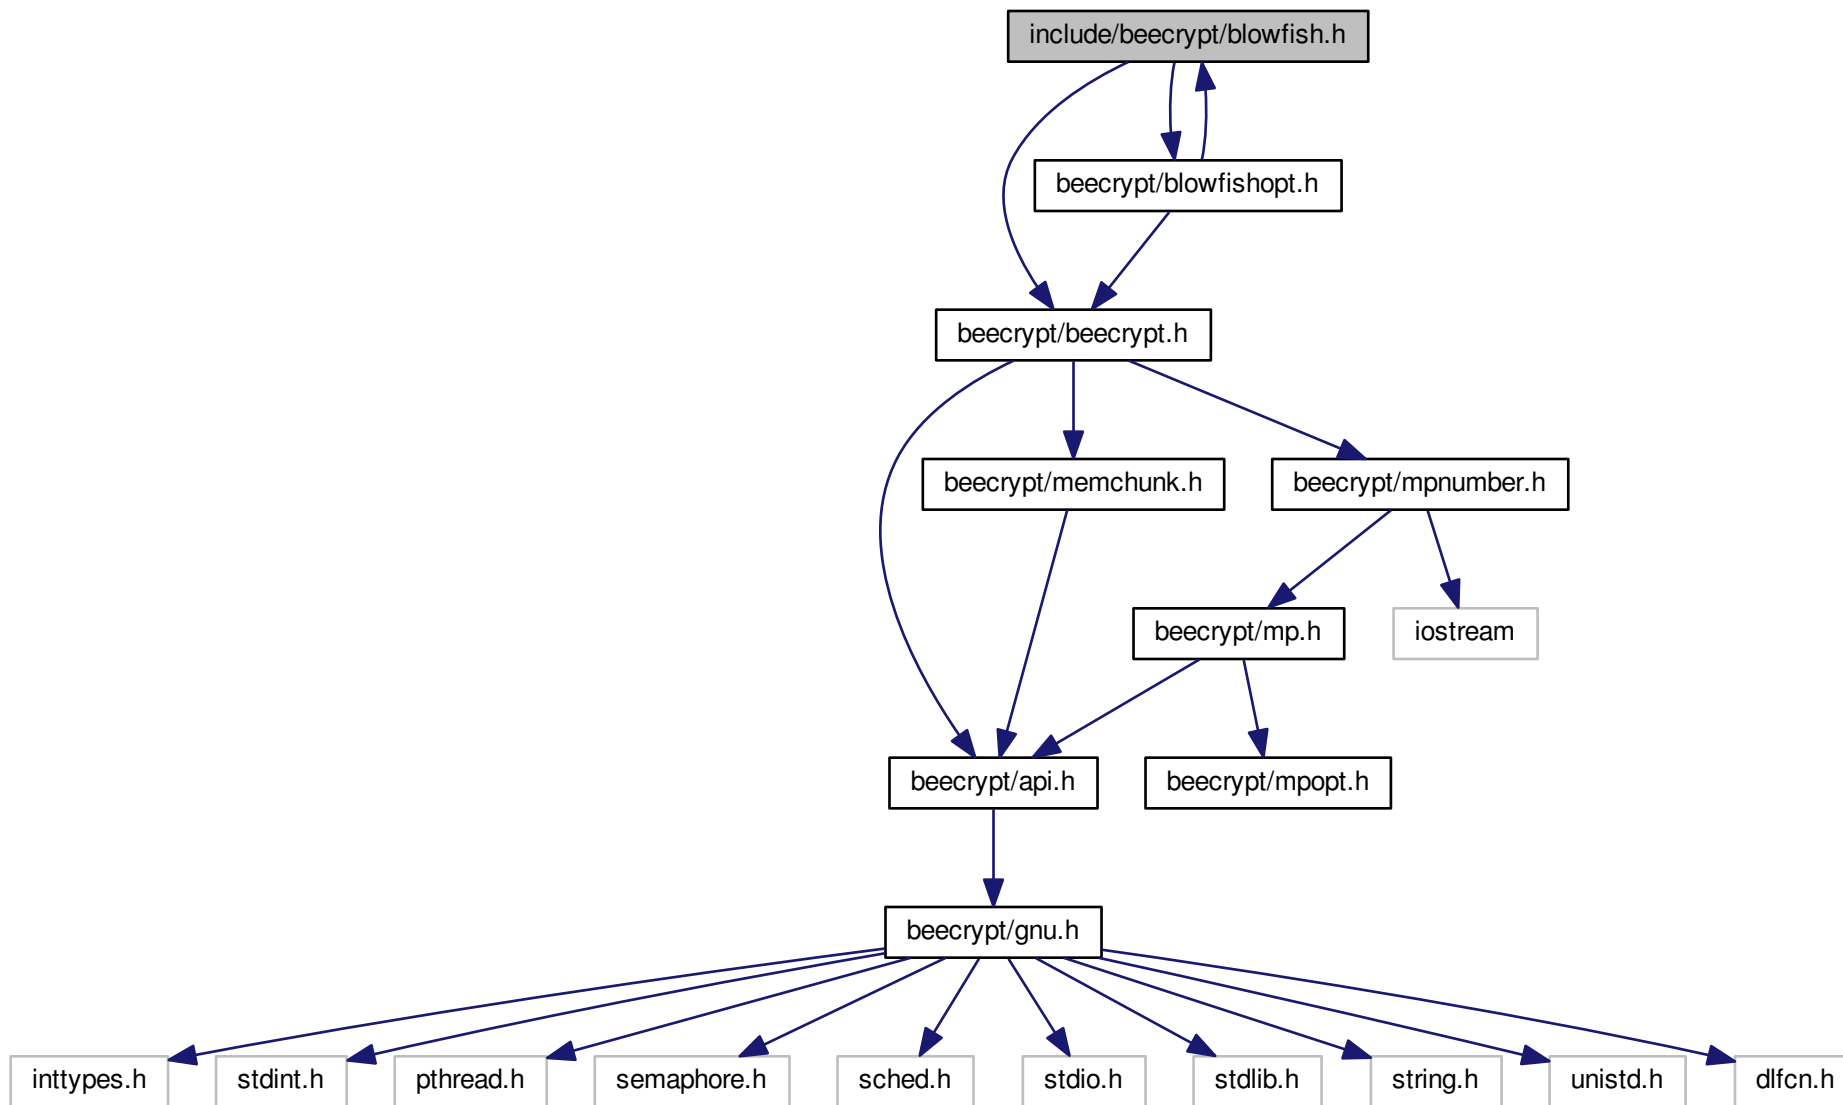 include/beecrypt/blowfish.h
beecrypt/blowfishopt.h
beecrypt/beecrypt.h
beecrypt/memchunk.h
beecrypt/mpnumber.h
beecrypt/mp.h
iostream
beecrypt/api.h
beecrypt/mpopt.h
beecrypt/gnu.h
inttypes.h
stdint.h
pthread.h
semaphore.h
sched.h
stdio.h
stdlib.h
string.h
unistd.h
dlfcn.h